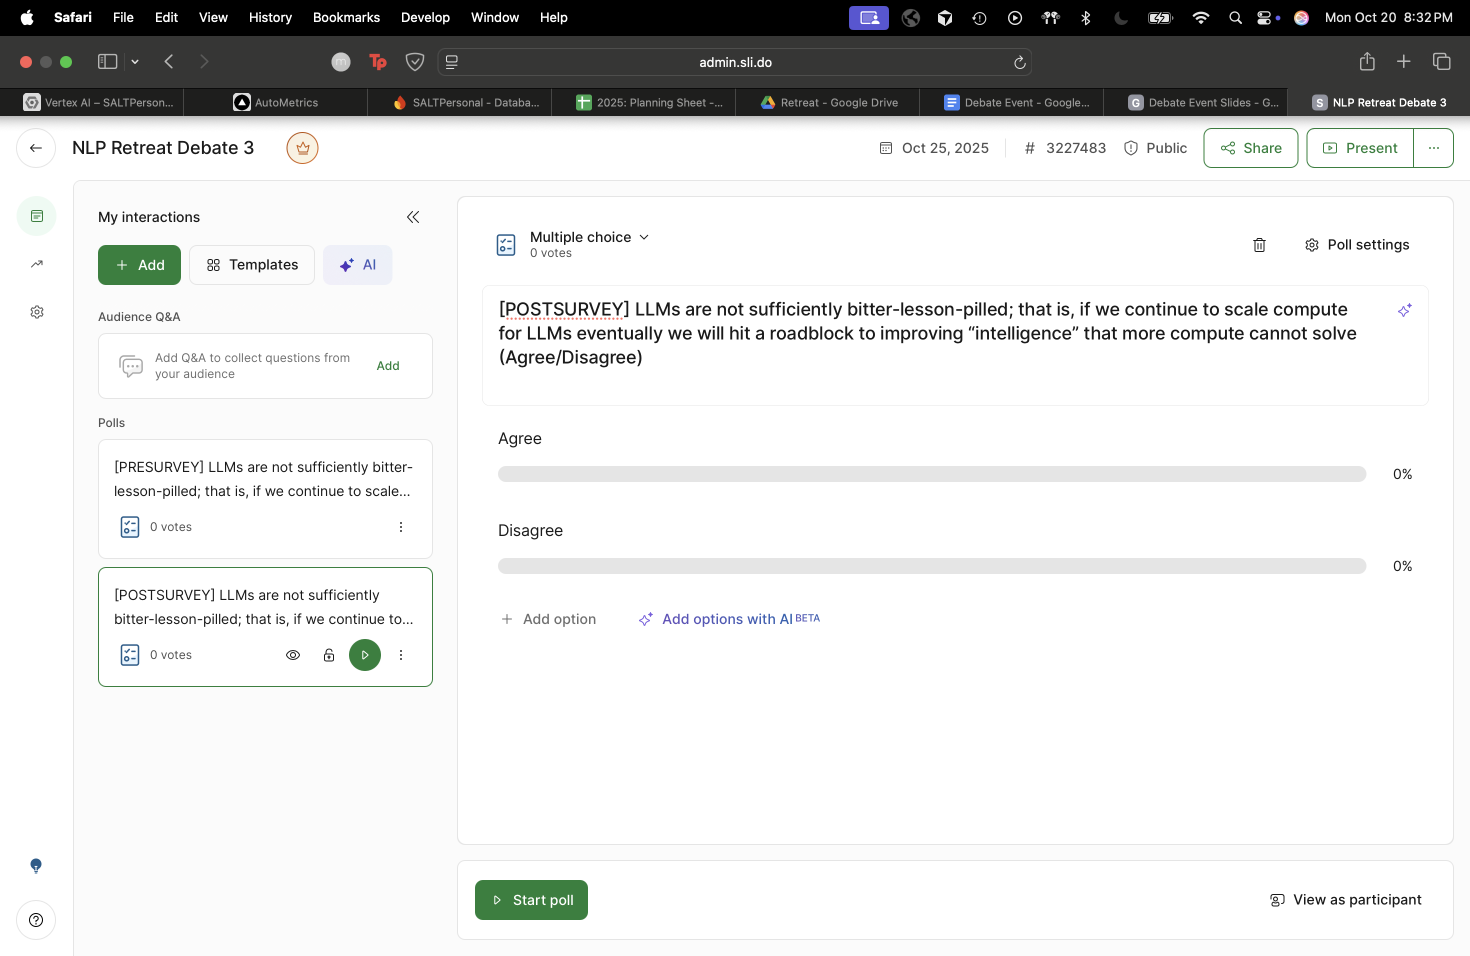 Safari File Edit View History Bookmarks Develop Window Help Mon Oct 20 8:32 PM
m Tp admin.sli.do
Vertex AI – SALTPerson... AutoMetrics SALTPersonal - Databa... 2025: Planning Sheet -... Retreat - Google Drive Debate Event - Google... G Debate Event Slides - G... S NLP Retreat Debate 3
NLP Retreat Debate 3 Oct 25, 2025 # 3227483 Public Share Present ...
My interactions
+ Add Templates AI
Audience Q&A
Add Q&A to collect questions from
your audience
Add
Polls
[PRESURVEY] LLMs are not sufficiently bitter-
lesson-pilled; that is, if we continue to scale...
0 votes
[POSTSURVEY] LLMs are not sufficiently
bitter-lesson-pilled; that is, if we continue to...
0 votes
Multiple choice
0 votes
Poll settings
[POSTSURVEY] LLMs are not sufficiently bitter-lesson-pilled; that is, if we continue to scale compute
for LLMs eventually we will hit a roadblock to improving “intelligence” that more compute cannot solve
(Agree/Disagree)
Agree
0%
Disagree
0%
+ Add option Add options with AI BETA
Start poll View as participant